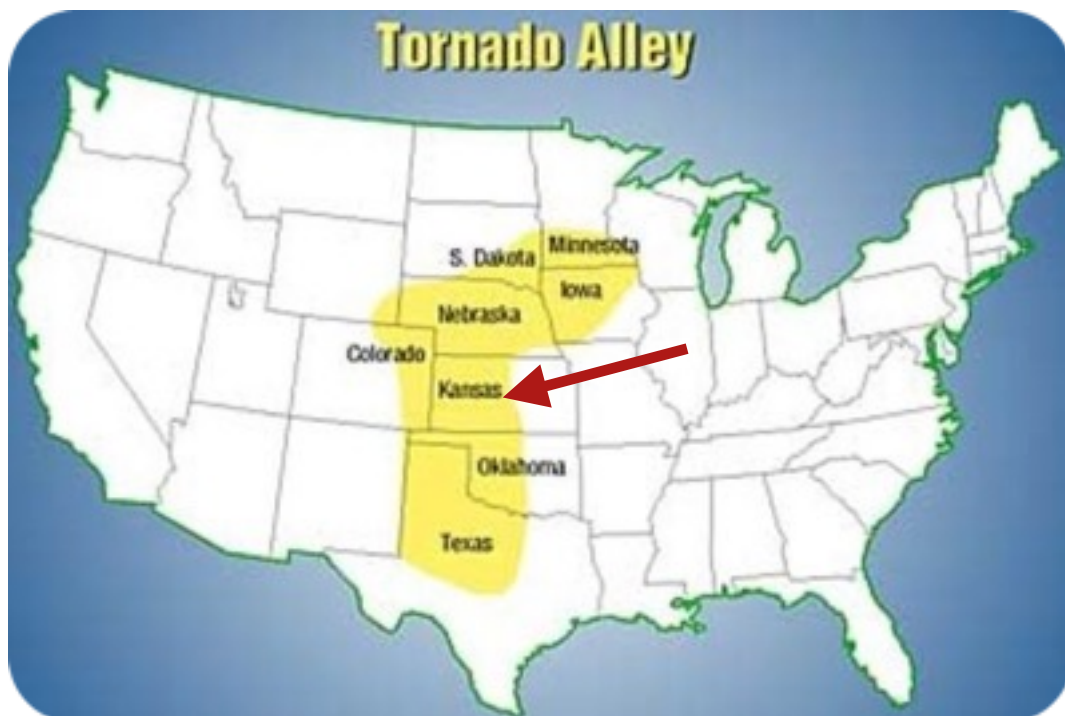 Tornado Alley
Minnesota
S. Dakota
Iowa
Nebraska
Colorado
Kansas
Oklahoma
Texas